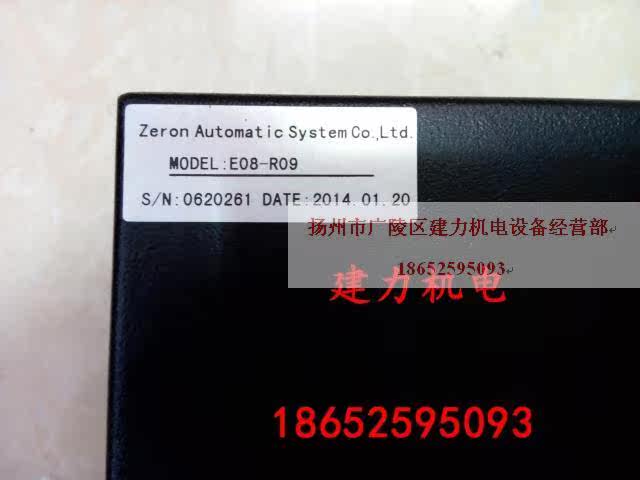 Zeron Automatic System Co.,Ltd.
MODEL:E08-R09
S/N:0620261 DATE:2014.01.20
扬州市广陵区建力机电设备经营部
18652595093
建力机电
18652595093